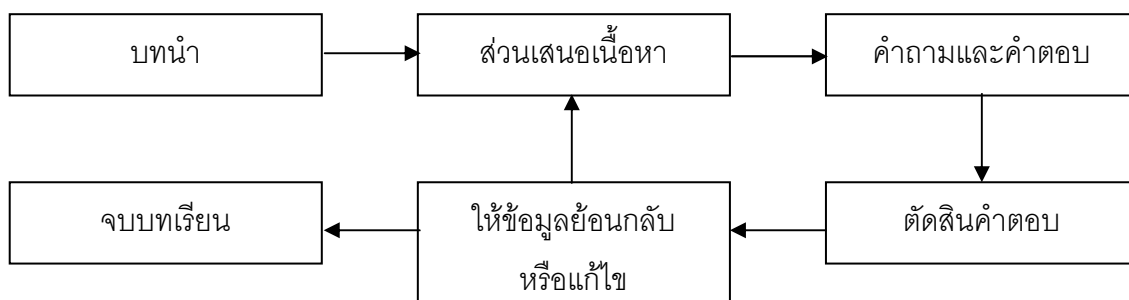 บทนำ
ส่วนเสนอเนื้อหา
คำถามและคำตอบ
จบบทเรียน
ให้ข้อมูลย้อนกลับ
หรือแก้ไข
ตัดสินคำตอบ